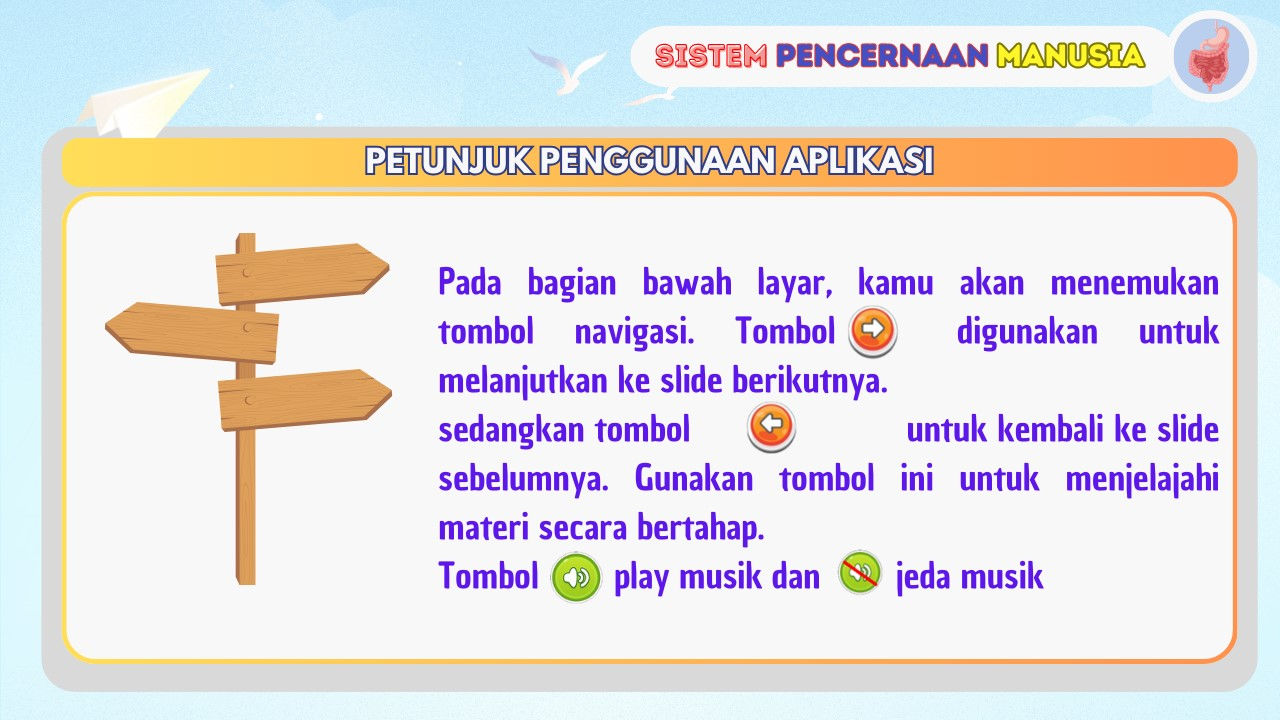 SISTEM PENCERNAAN MANUSIA
PETUNJUK PENGGUNAAN APLIKASI
Pada bagian bawah layar, kamu akan menemukan
tombol navigasi. Tombol digunakan untuk
melanjutkan ke slide berikutnya.
sedangkan tombol untuk kembali ke slide
sebelumnya. Gunakan tombol ini untuk menjelajahi
materi secara bertahap.
Tombol play musik dan jeda musik